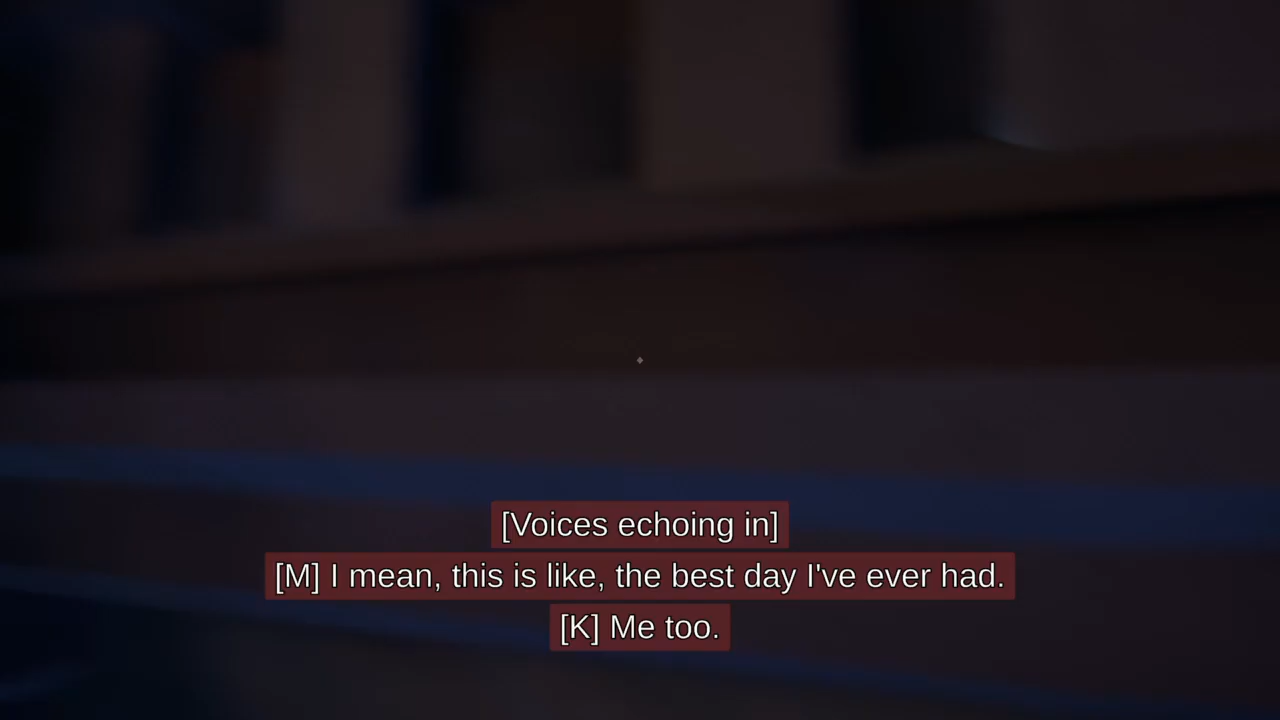 [Voices echoing in]
[M] I mean, this is like, the best day I've ever had.
[K] Me too.